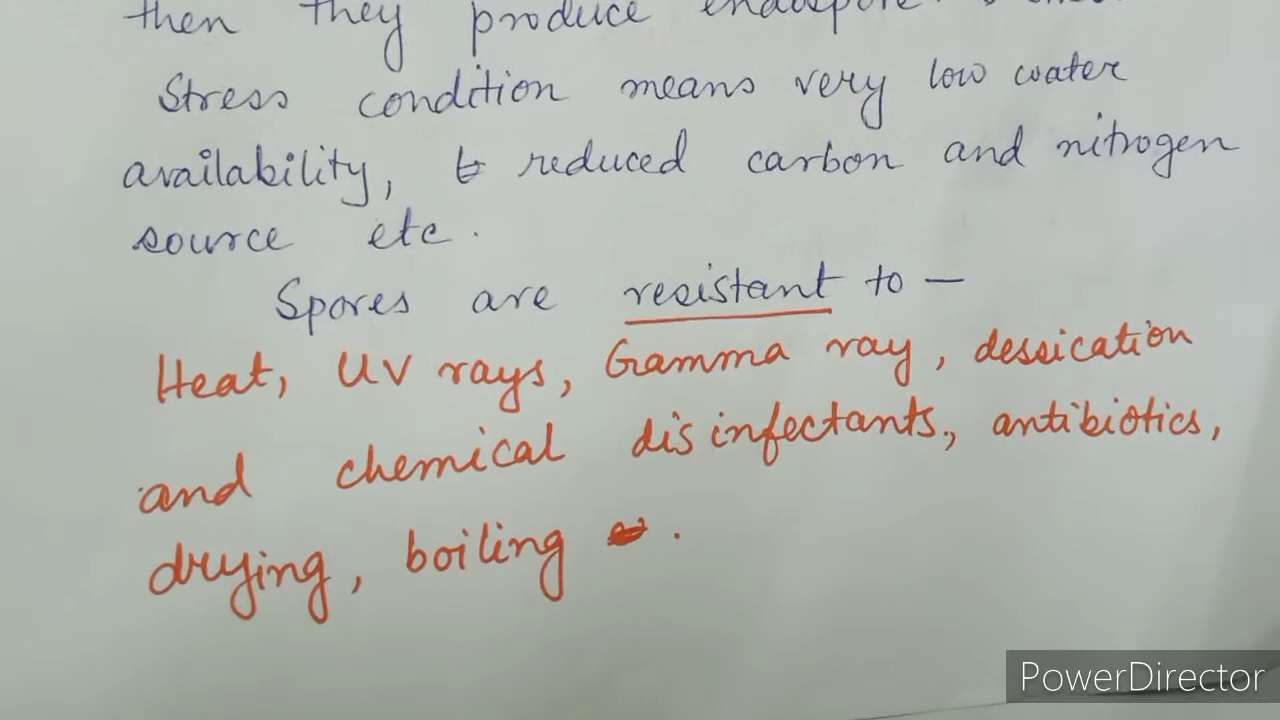 then they produce endospore.
Stress condition means very low water
availability, reduced carbon and nitrogen
source etc.
Spores are resistant to —
Heat, UV rays, Gamma ray, dessication
and chemical disinfectants, antibiotics,
drying, boiling .
PowerDirector